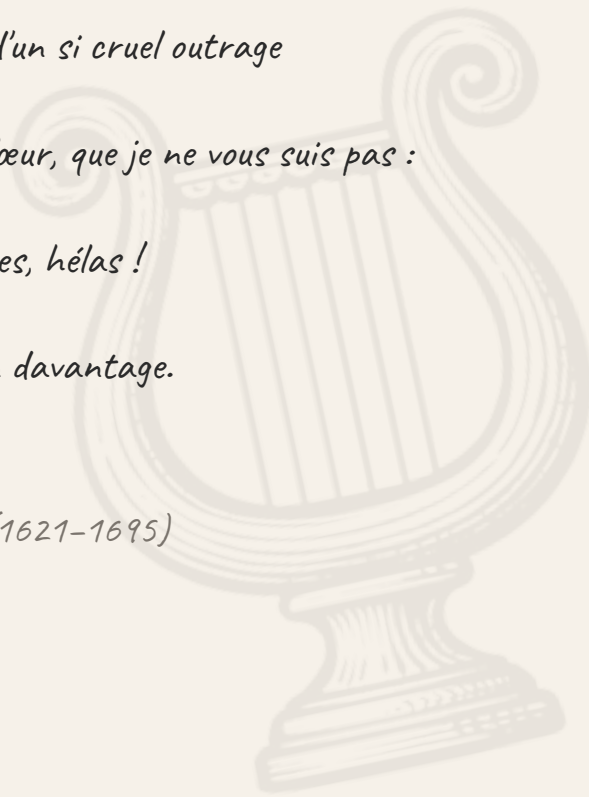 l'un si cruel outrage
œur, que je ne vous suis pas :
es, hélas !
davantage.
(1621–1695)